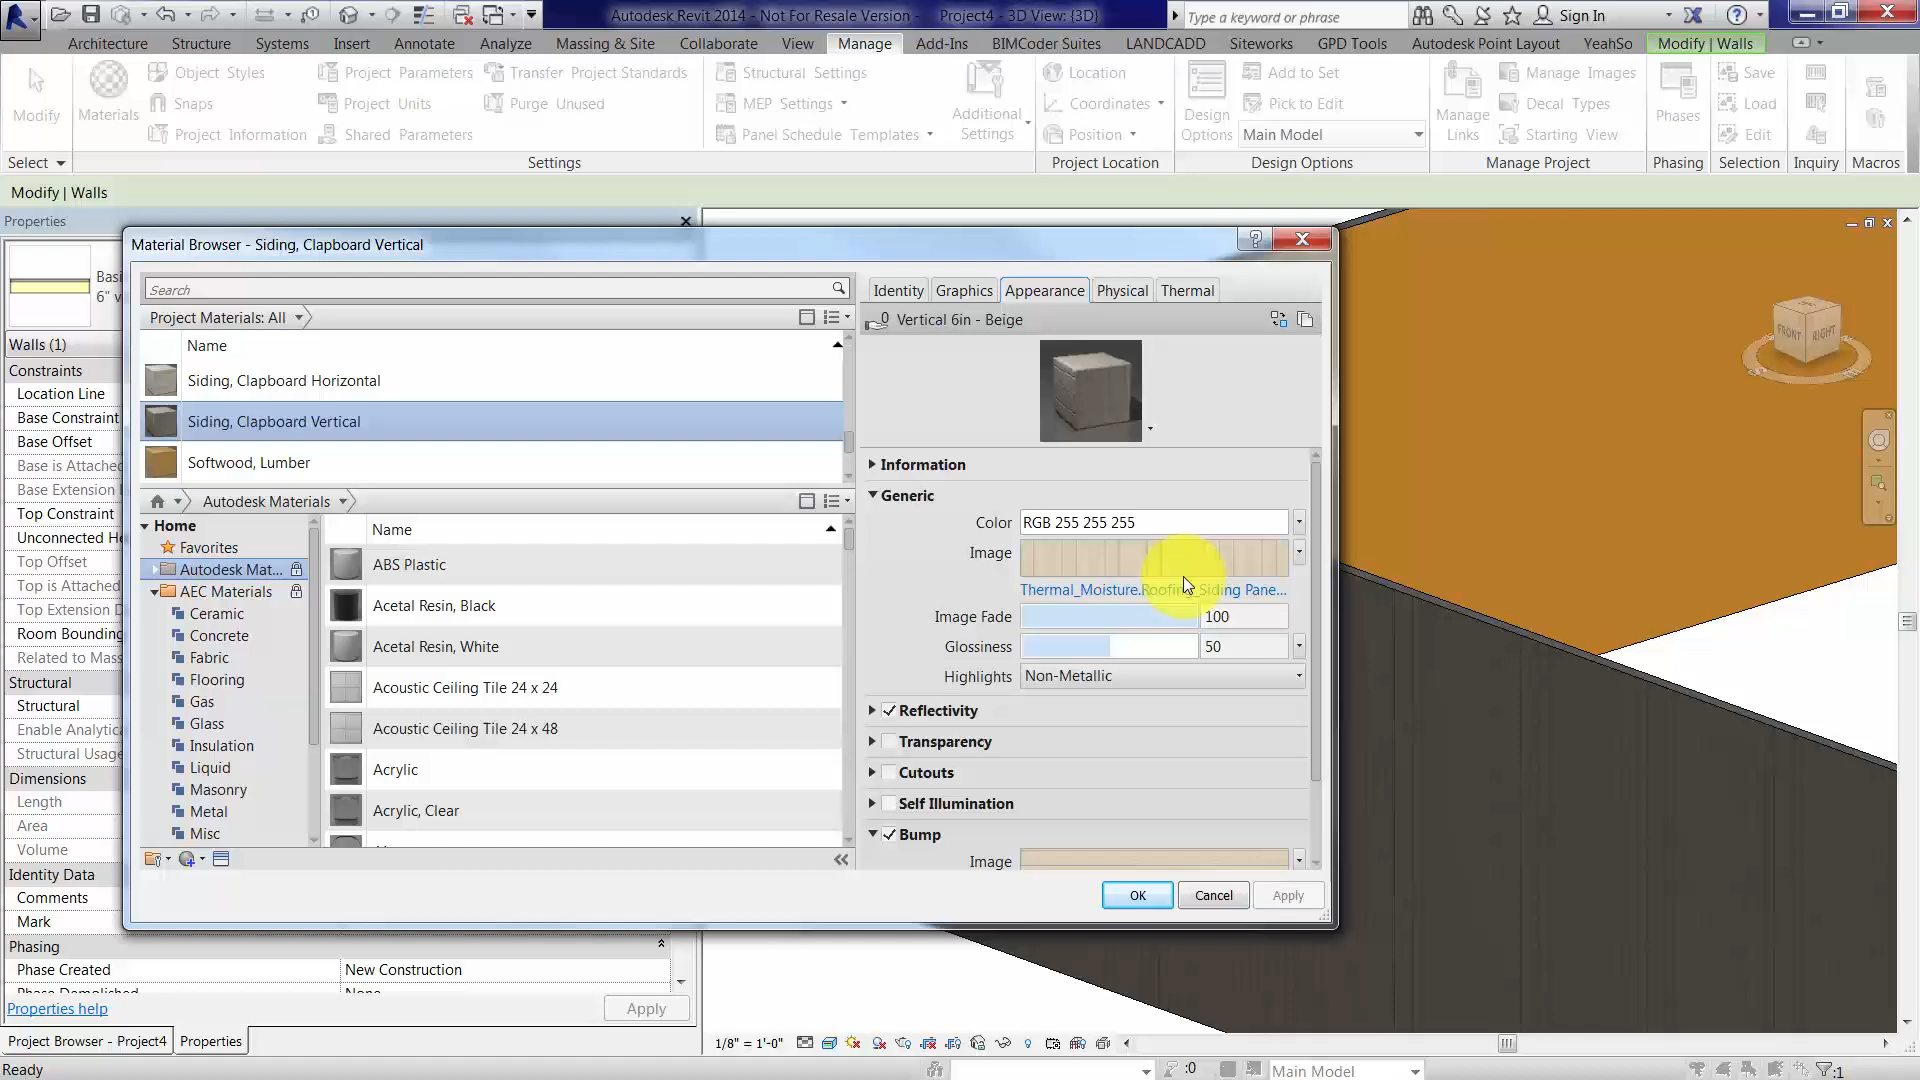 Autodesk Revit 2014 - Not For Resale Version - Project4 - 3D View: {3D}
Type a keyword or phrase
Sign In
Architecture Structure Systems Insert Annotate Analyze Massing & Site Collaborate View Manage Add-Ins BIMCoder Suites LANDCADD Siteworks GPD Tools Autodesk Point Layout YeahSo Modify | Walls
Object Styles Project Parameters Transfer Project Standards Structural Settings Location Add to Set Manage Images Save
Snaps Project Units Purge Unused MEP Settings Coordinates Pick to Edit Decal Types Load
Modify Materials Additional Settings Design Options Manage Links Phases
Project Information Shared Parameters Panel Schedule Templates Position Main Model Starting View Edit
Select Settings Project Location Design Options Manage Project Phasing Selection Inquiry Macros
Modify | Walls
Properties
Material Browser - Siding, Clapboard Vertical
Basi
6" v
Walls (1)
Constraints
Location Line
Base Constraint
Base Offset
Base is Attached
Base Extension
Top Constraint
Unconnected He
Top Offset
Top is Attached
Top Extension D
Room Bounding
Related to Mass
Structural
Structural
Enable Analytica
Structural Usage
Dimensions
Length
Area
Volume
Identity Data
Comments
Mark
Phasing
Phase Created New Construction
Properties help Apply
Project Browser - Project4 Properties
Ready
Search
Project Materials: All
Name
Siding, Clapboard Horizontal
Siding, Clapboard Vertical
Softwood, Lumber
Autodesk Materials
Home
Favorites
Autodesk Mat...
AEC Materials
Ceramic
Concrete
Fabric
Flooring
Gas
Glass
Insulation
Liquid
Masonry
Metal
Misc
Name
ABS Plastic
Acetal Resin, Black
Acetal Resin, White
Acoustic Ceiling Tile 24 x 24
Acoustic Ceiling Tile 24 x 48
Acrylic
Acrylic, Clear
Identity Graphics Appearance Physical Thermal
0 Vertical 6in - Beige
Information
Generic
Color RGB 255 255 255
Image
Thermal_Moisture.Roofing_Siding Pane...
Image Fade 100
Glossiness 50
Highlights Non-Metallic
Reflectivity
Transparency
Cutouts
Self Illumination
Bump
Image
OK Cancel Apply
FRONT RIGHT
1/8" = 1'-0"
:0 Main Model :1